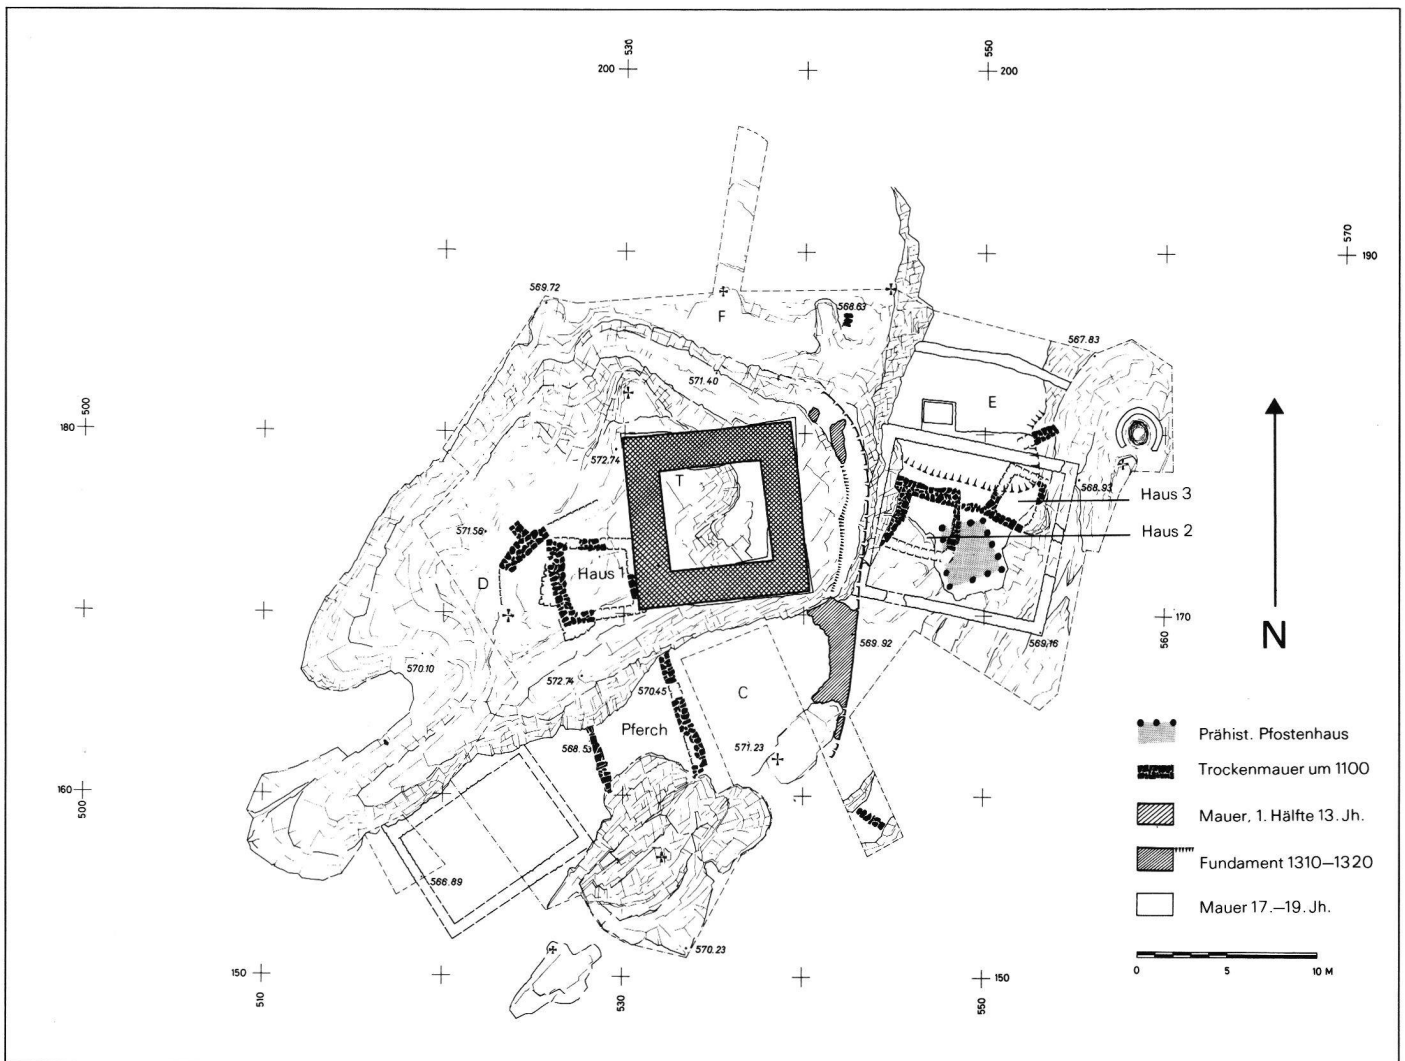 530
200
550
200
570
190
569.72
F
568.63
567.83
571.40
E
500
180
572.74
T
568.93
Haus 3
Haus 2
571.58
D
Haus 1
N
170
560
569.92
569.16
570.10
572.74
570.45
C
Pferch
568.53
571.23
160
500
566.89
570.23
150
510
530
550
150
Prähist. Pfostenhaus
Trockenmauer um 1100
Mauer, 1. Hälfte 13. Jh.
Fundament 1310—1320
Mauer 17.—19. Jh.
0 5 10 M